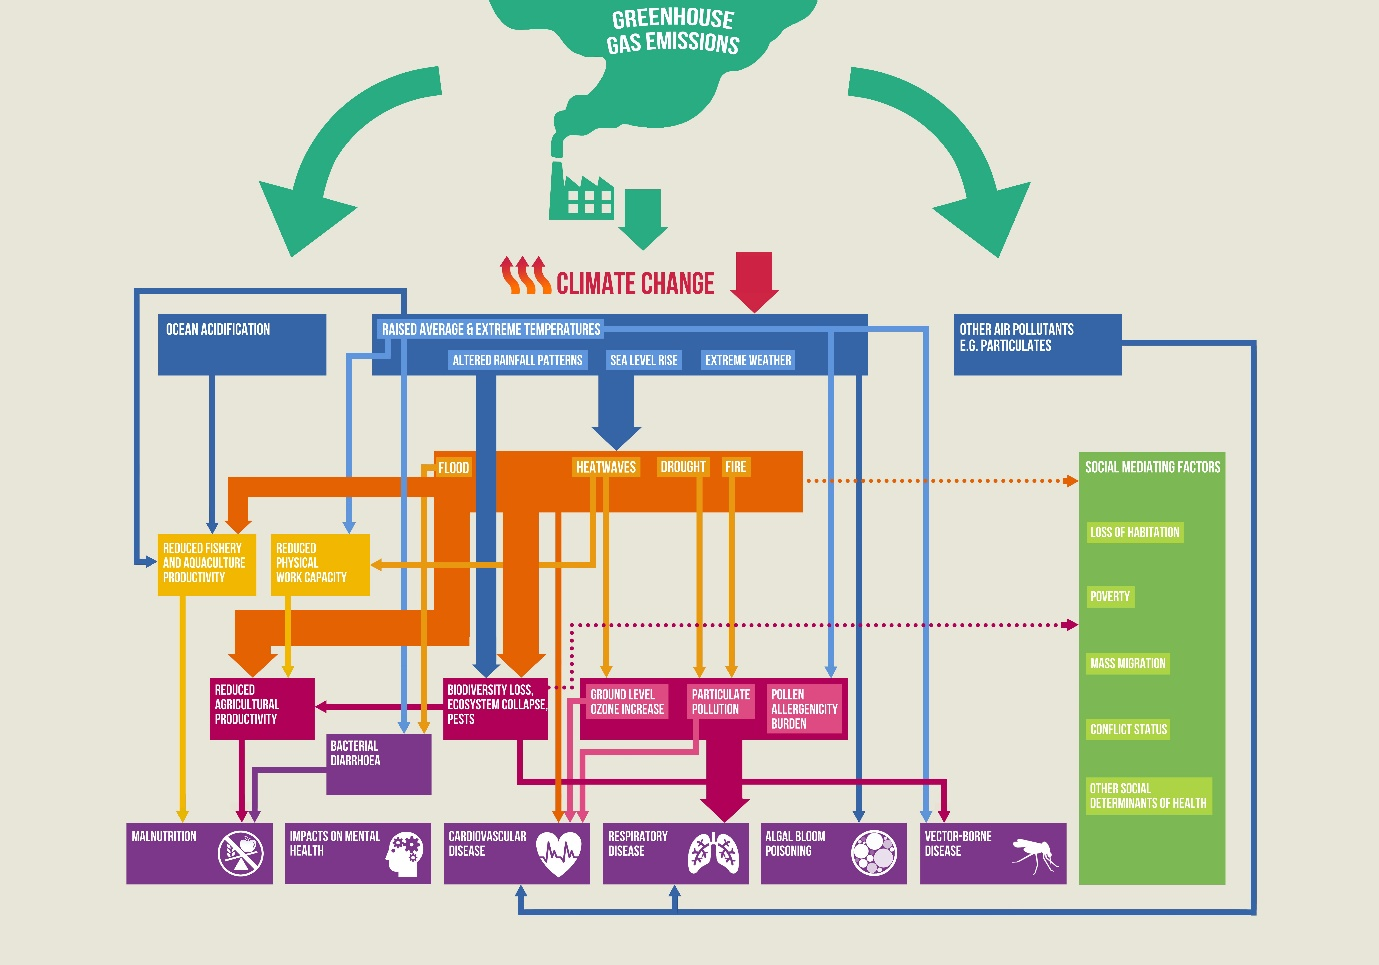 GREENHOUSE
GAS EMISSIONS
CLIMATE CHANGE
OCEAN ACIDIFICATION
RAISED AVERAGE & EXTREME TEMPERATURES
ALTERED RAINFALL PATTERNS
SEA LEVEL RISE
EXTREME WEATHER
OTHER AIR POLLUTANTS
E.G. PARTICULATES
FLOOD
HEATWAVES
DROUGHT
FIRE
SOCIAL MEDIATING FACTORS
LOSS OF HABITATION
POVERTY
MASS MIGRATION
CONFLICT STATUS
OTHER SOCIAL
DETERMINANTS OF HEALTH
REDUCED FISHERY
AND AQUACULTURE
PRODUCTIVITY
REDUCED
PHYSICAL
WORK CAPACITY
REDUCED
AGRICULTURAL
PRODUCTIVITY
BIODIVERSITY LOSS,
ECOSYSTEM COLLAPSE,
PESTS
GROUND LEVEL
OZONE INCREASE
PARTICULATE
POLLUTION
POLLEN
ALLERGENICITY
BURDEN
BACTERIAL
DIARRHOEA
MALNUTRITION
IMPACTS ON MENTAL
HEALTH
CARDIOVASCULAR
DISEASE
RESPIRATORY
DISEASE
ALGAL BLOOM
POISONING
VECTOR-BORNE
DISEASE